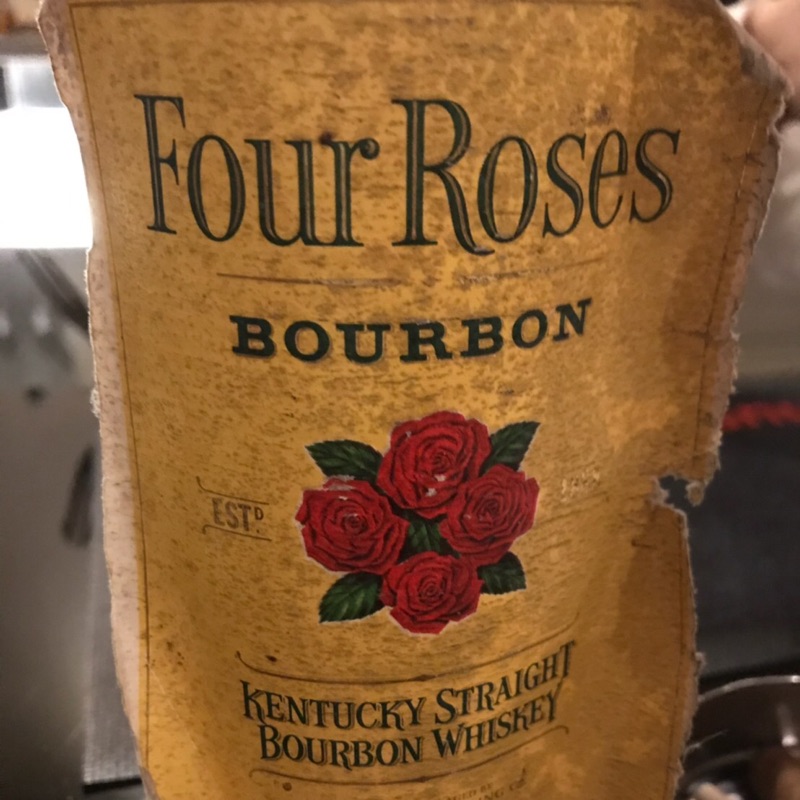 Four Roses
BOURBON
ESTD.
KENTUCKY STRAIGHT
BOURBON WHISKEY